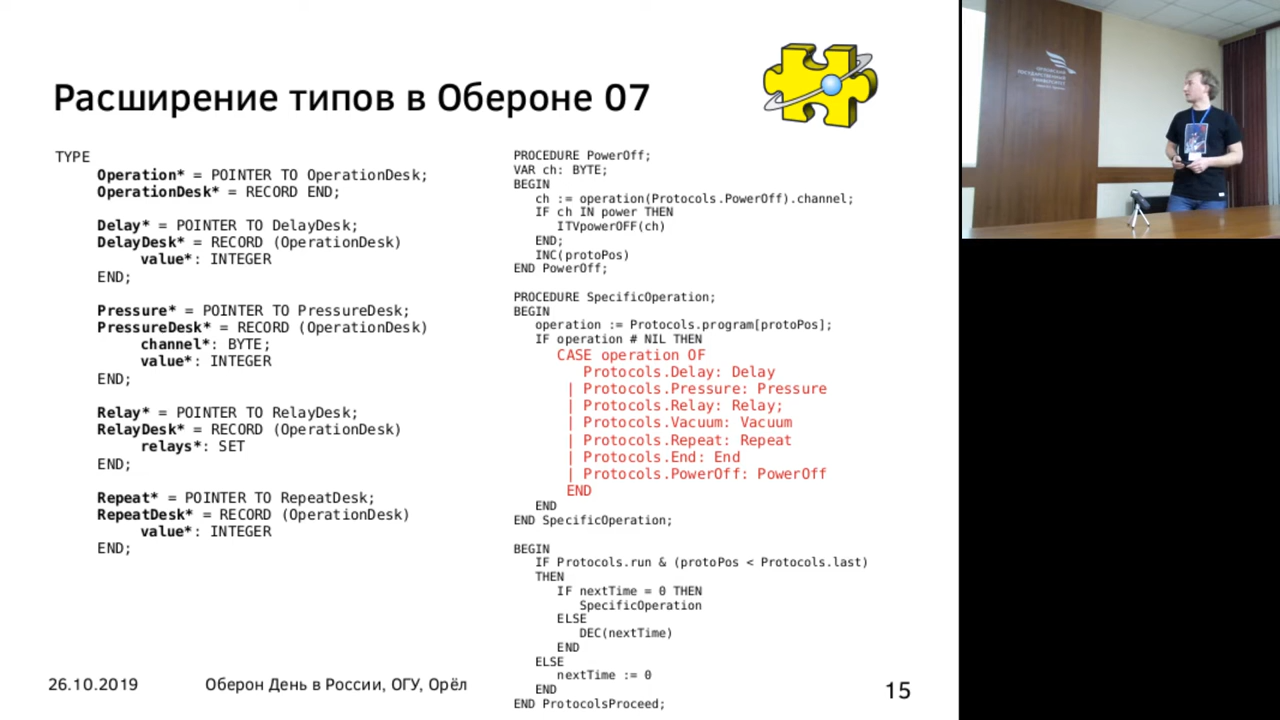 Расширение типов в Обероне 07
TYPE
Operation* = POINTER TO OperationDesk;
OperationDesk* = RECORD END;
Delay* = POINTER TO DelayDesk;
DelayDesk* = RECORD (OperationDesk)
value*: INTEGER
END;
Pressure* = POINTER TO PressureDesk;
PressureDesk* = RECORD (OperationDesk)
channel*: BYTE;
value*: INTEGER
END;
Relay* = POINTER TO RelayDesk;
RelayDesk* = RECORD (OperationDesk)
relays*: SET
END;
Repeat* = POINTER TO RepeatDesk;
RepeatDesk* = RECORD (OperationDesk)
value*: INTEGER
END;
PROCEDURE PowerOff;
VAR ch: BYTE;
BEGIN
ch := operation(Protocols.PowerOff).channel;
IF ch IN power THEN
ITVpowerOFF(ch)
END;
INC(protoPos)
END PowerOff;
PROCEDURE SpecificOperation;
BEGIN
operation := Protocols.program[protoPos];
IF operation # NIL THEN
CASE operation OF
Protocols.Delay: Delay
| Protocols.Pressure: Pressure
| Protocols.Relay: Relay;
| Protocols.Vacuum: Vacuum
| Protocols.Repeat: Repeat
| Protocols.End: End
| Protocols.PowerOff: PowerOff
END
END
END SpecificOperation;
BEGIN
IF Protocols.run & (protoPos < Protocols.last)
THEN
IF nextTime = 0 THEN
SpecificOperation
ELSE
DEC(nextTime)
END
ELSE
nextTime := 0
END
END ProtocolsProceed;
26.10.2019
Оберон День в России, ОГУ, Орёл
15
ГОСУДАРСТВЕННЫЙ
УНИВЕРСИТЕТ